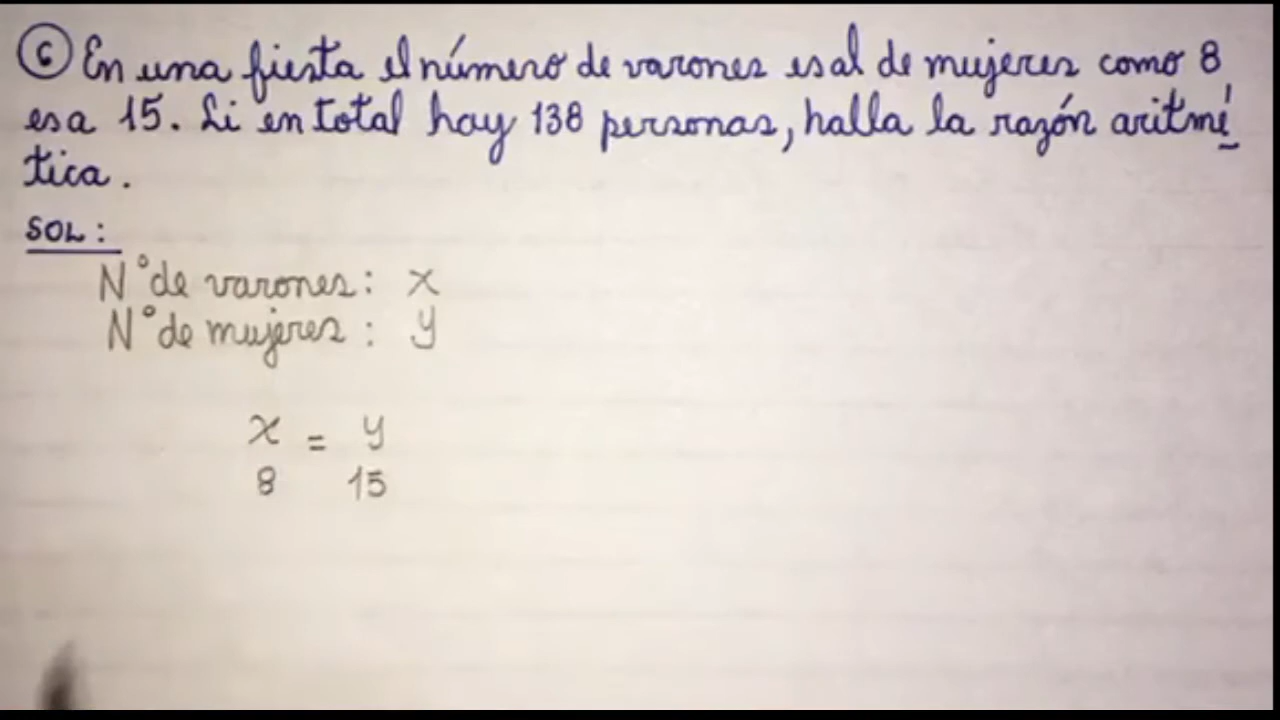 6 En una fiesta el número de varones es al de mujeres como 8
es a 15. Si en total hay 138 personas, halla la razón aritmé
tica.
SOL:
N° de varones: x
N° de mujeres: y
x = y
8 15